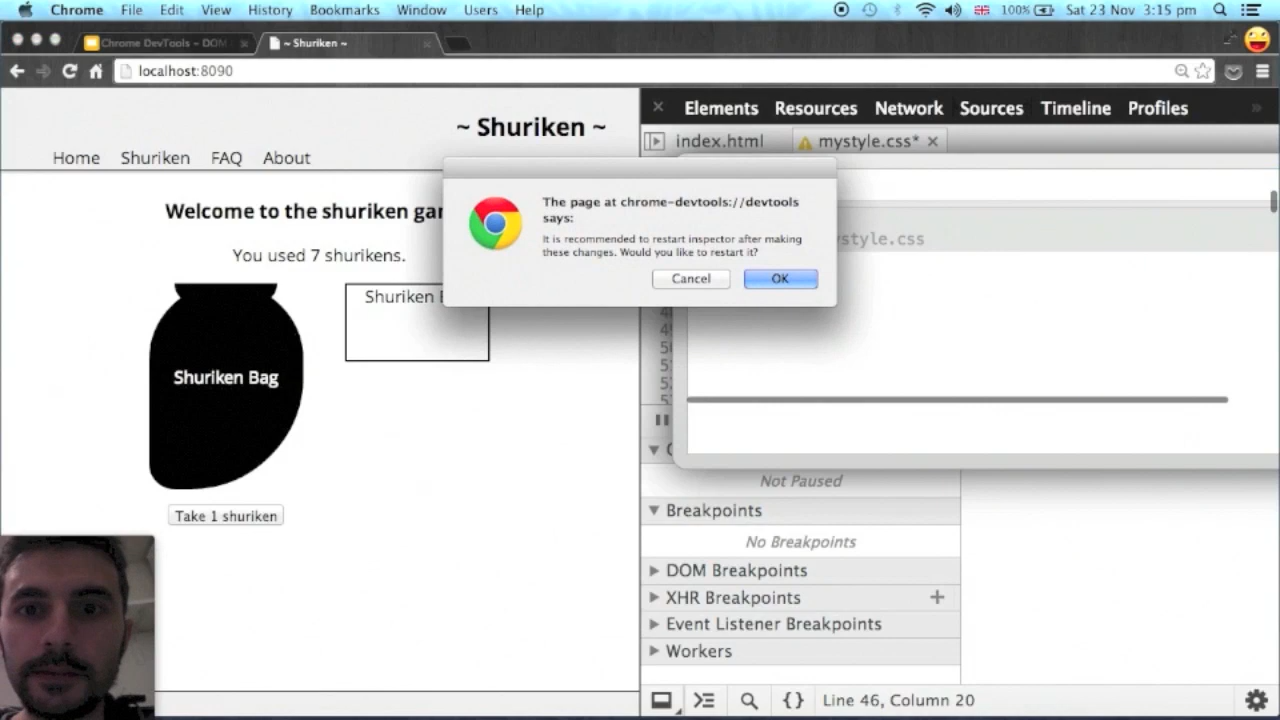 Chrome File Edit View History Bookmarks Window Users Help 100% Sat 23 Nov 3:15 pm
Chrome DevTools – DOM ~ Shuriken ~
localhost:8090
~ Shuriken ~
Home Shuriken FAQ About
Welcome to the shuriken
You used 7 shurikens.
Shuriken
Shuriken Bag
Take 1 shuriken
Elements Resources Network Sources Timeline Profiles
index.html mystyle.css*
The page at chrome-devtools://devtools
says:
It is recommended to restart inspector after making
these changes. Would you like to restart it?
Cancel OK
Not Paused
Breakpoints
No Breakpoints
DOM Breakpoints
XHR Breakpoints +
Event Listener Breakpoints
Workers
{} Line 46, Column 20